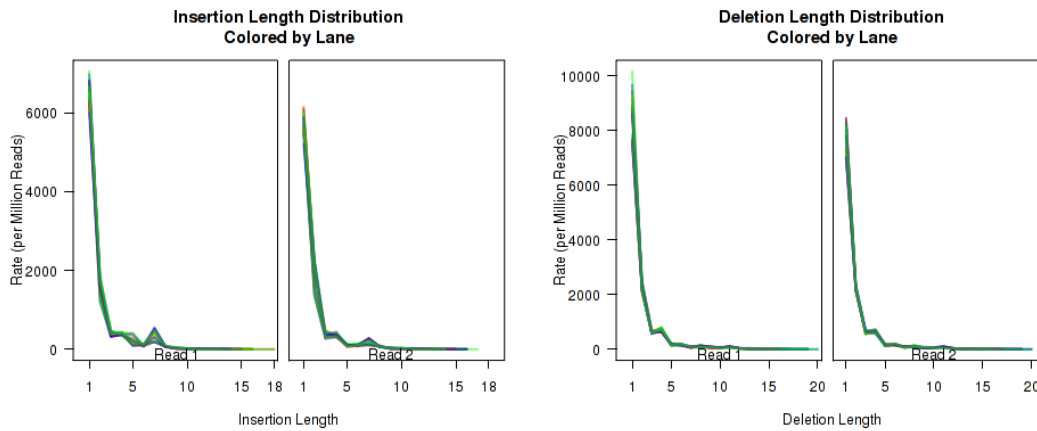 Insertion Length Distribution
Colored by Lane
Rate (per Million Reads)
6000
4000
2000
0
Read 1
Read 2
1 5 10 15 18 1 5 10 15 18
Insertion Length
Deletion Length Distribution
Colored by Lane
Rate (per Million Reads)
10000
8000
6000
4000
2000
0
Read 1
Read 2
1 5 10 15 20 1 5 10 15 20
Deletion Length